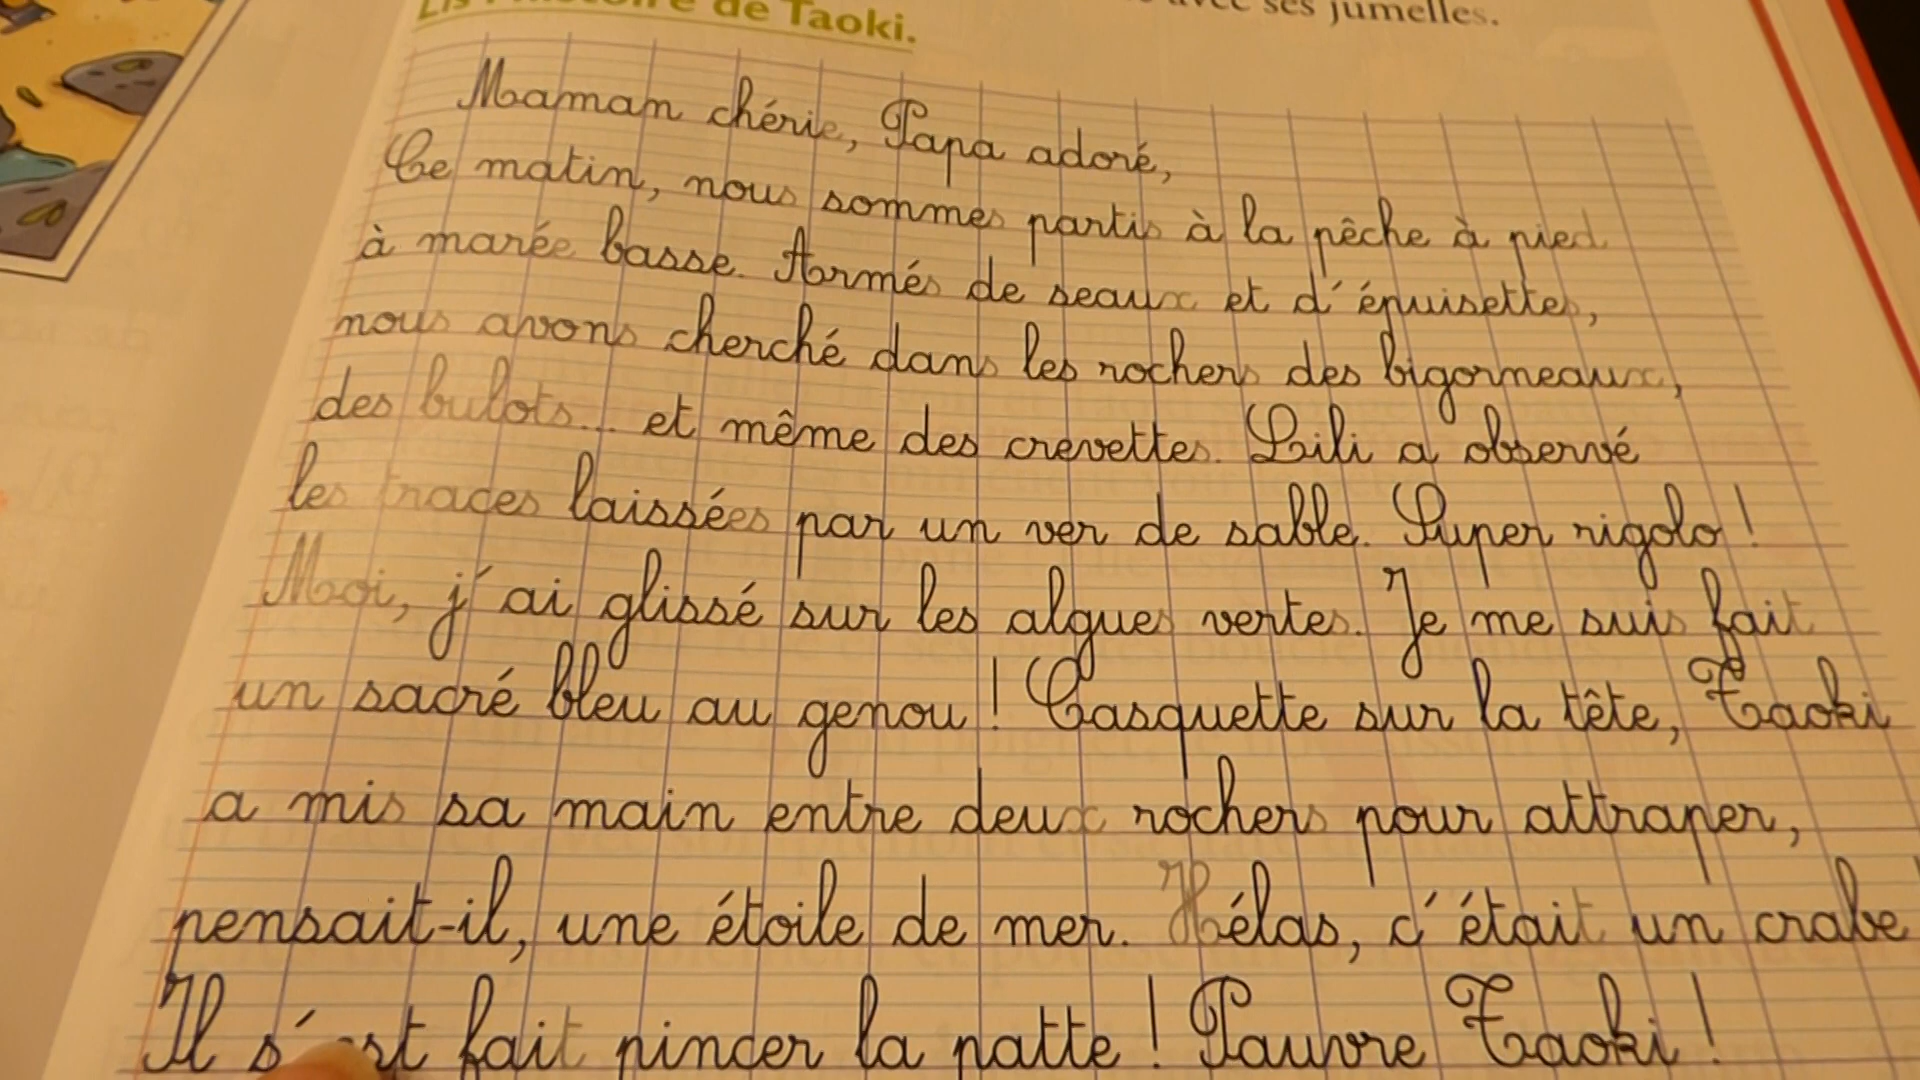 avec ses jumelles.
Lis l'histoire de Taoki.
Maman chérie, Papa adoré,
Ce matin, nous sommes partis à la pêche à pied
à marée basse. Armés de seaux et d'épuisettes,
nous avons cherché dans les rochers des bigorneaux,
des bulots... et même des crevettes. Lili a observé
les traces laissées par un ver de sable. Super rigolo !
Moi, j'ai glissé sur les algues vertes. Je me suis fait
un sacré bleu au genou ! Casquette sur la tête, Taoki
a mis sa main entre deux rochers pour attraper,
pensait-il, une étoile de mer. Hélas, c'était un crabe !
Il s'est fait pincer la patte ! Pauvre Taoki !